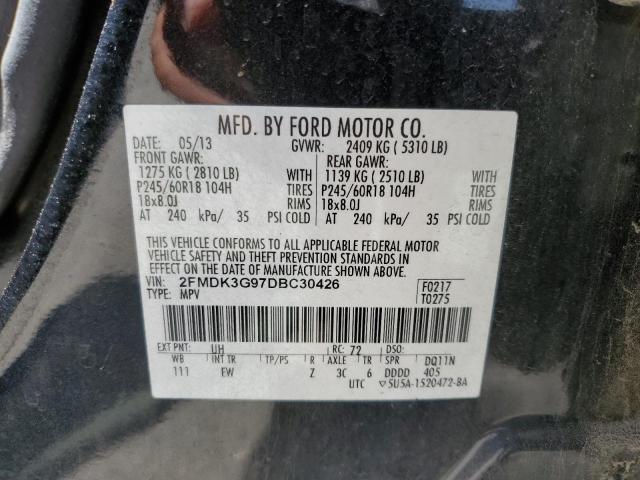 MFD. BY FORD MOTOR CO.
DATE: 05/13 GVWR: 2409 KG ( 5310 LB)
FRONT GAWR: REAR GAWR:
1275 KG ( 2810 LB) WITH 1139 KG ( 2510 LB) WITH
P245/60R18 104H TIRES P245/60R18 104H TIRES
18x8.0J RIMS 18x8.0J RIMS
AT 240 kPa/ 35 PSI COLD AT 240 kPa/ 35 PSI COLD
THIS VEHICLE CONFORMS TO ALL APPLICABLE FEDERAL MOTOR
VEHICLE SAFETY AND THEFT PREVENTION STANDARDS IN
EFFECT ON THE DATE OF MANUFACTURE SHOWN ABOVE.
VIN: 2FMDK3G97DBC30426 F0217
TYPE: MPV T0275
EXT PNT: UH RC: 72 DSO:
WB INT TR TP/PS R AXLE TR SPR DQ11N
111 EW Z 3C 6 DDDD 405
UTC ▽5U5A-1520472-BA